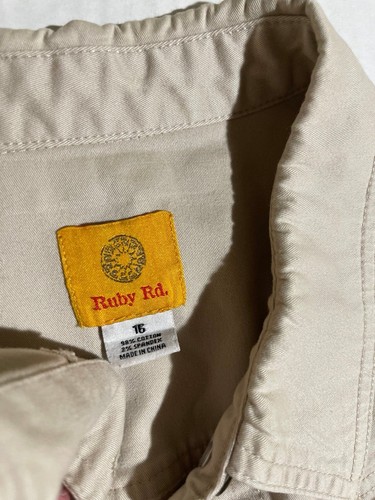 Ruby Rd.
16
98% COTTON
2% SPANDEX
MADE IN CHINA